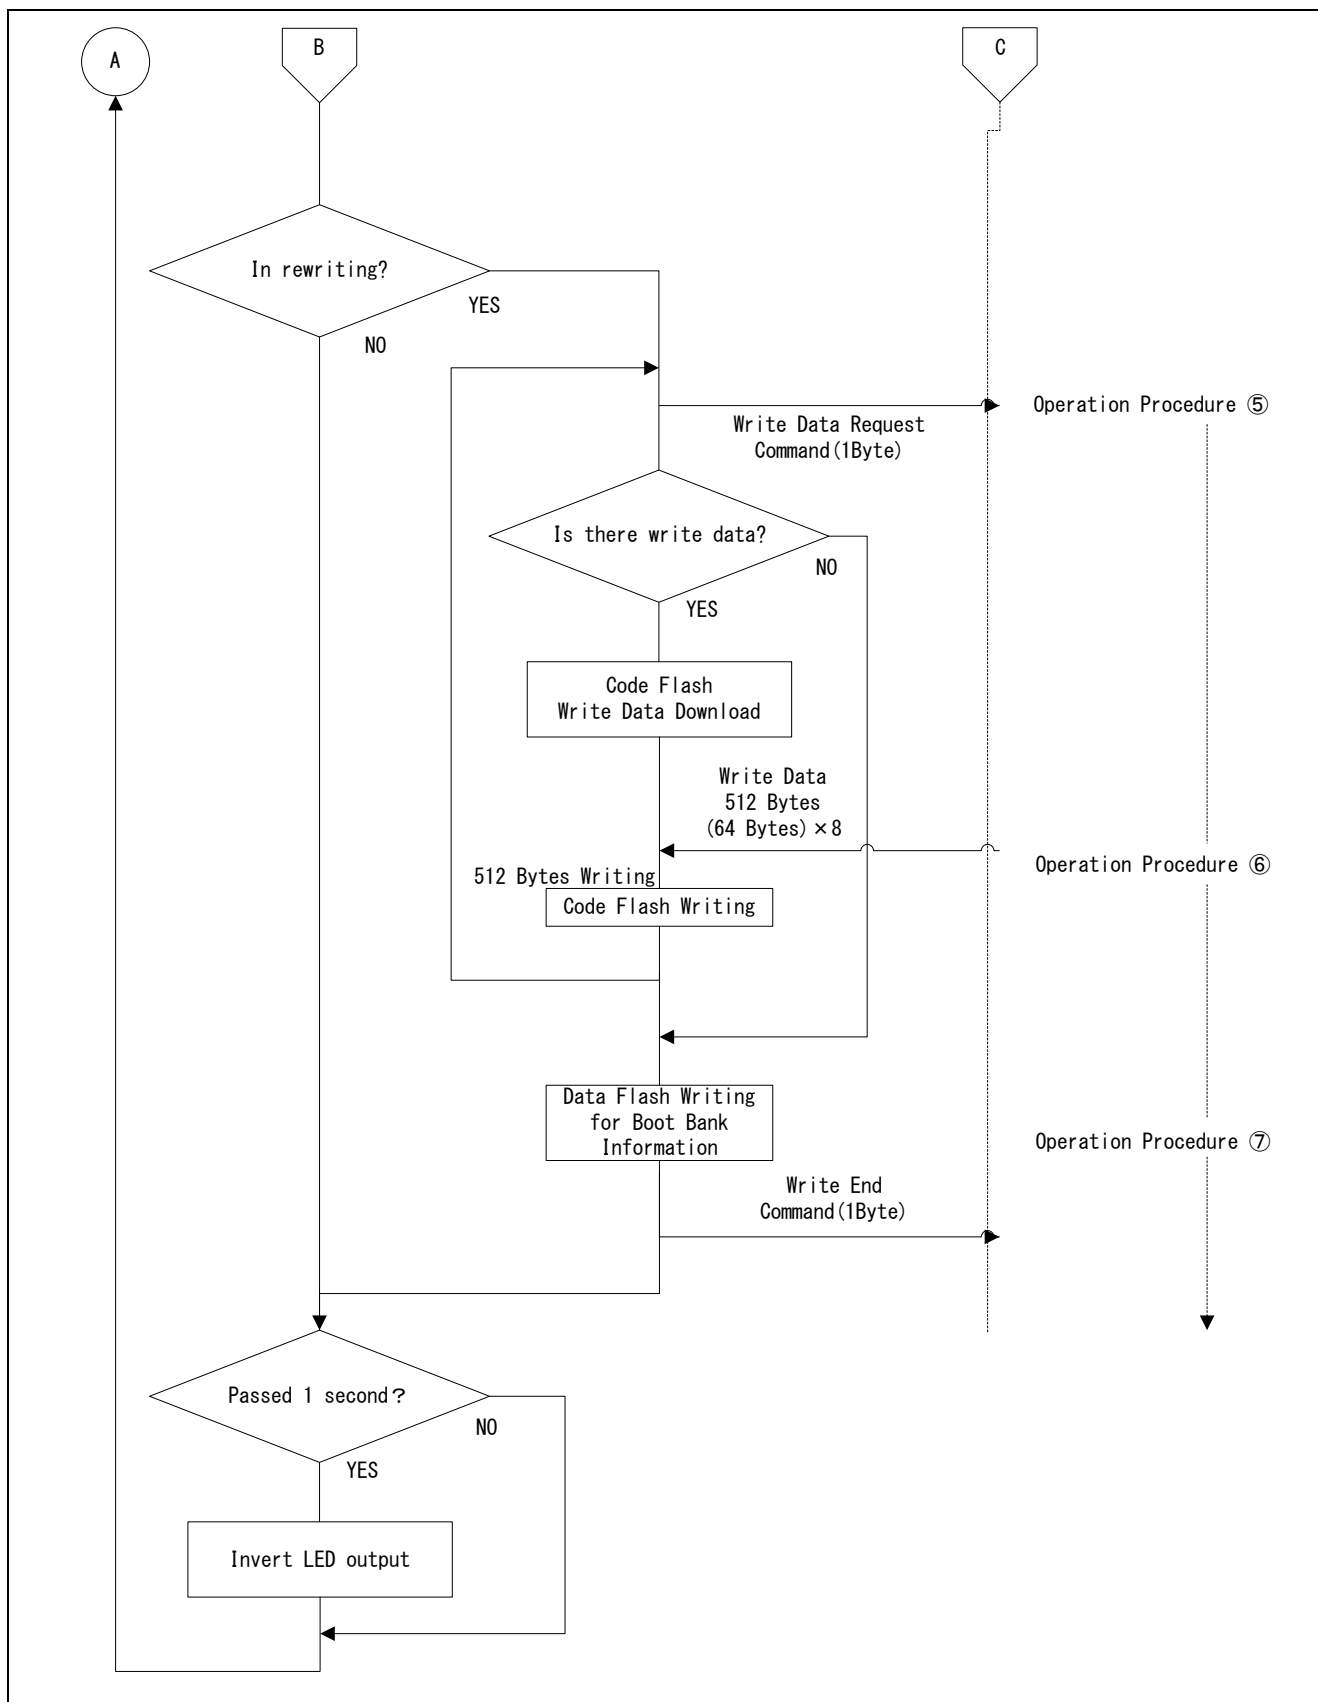 A
B
C
In rewriting?
YES
NO
Operation Procedure ⑤
Write Data Request
Command(1Byte)
Is there write data?
NO
YES
Code Flash
Write Data Download
Write Data
512 Bytes
(64 Bytes)×8
Operation Procedure ⑥
512 Bytes Writing
Code Flash Writing
Data Flash Writing
for Boot Bank
Information
Operation Procedure ⑦
Write End
Command(1Byte)
Passed 1 second?
NO
YES
Invert LED output